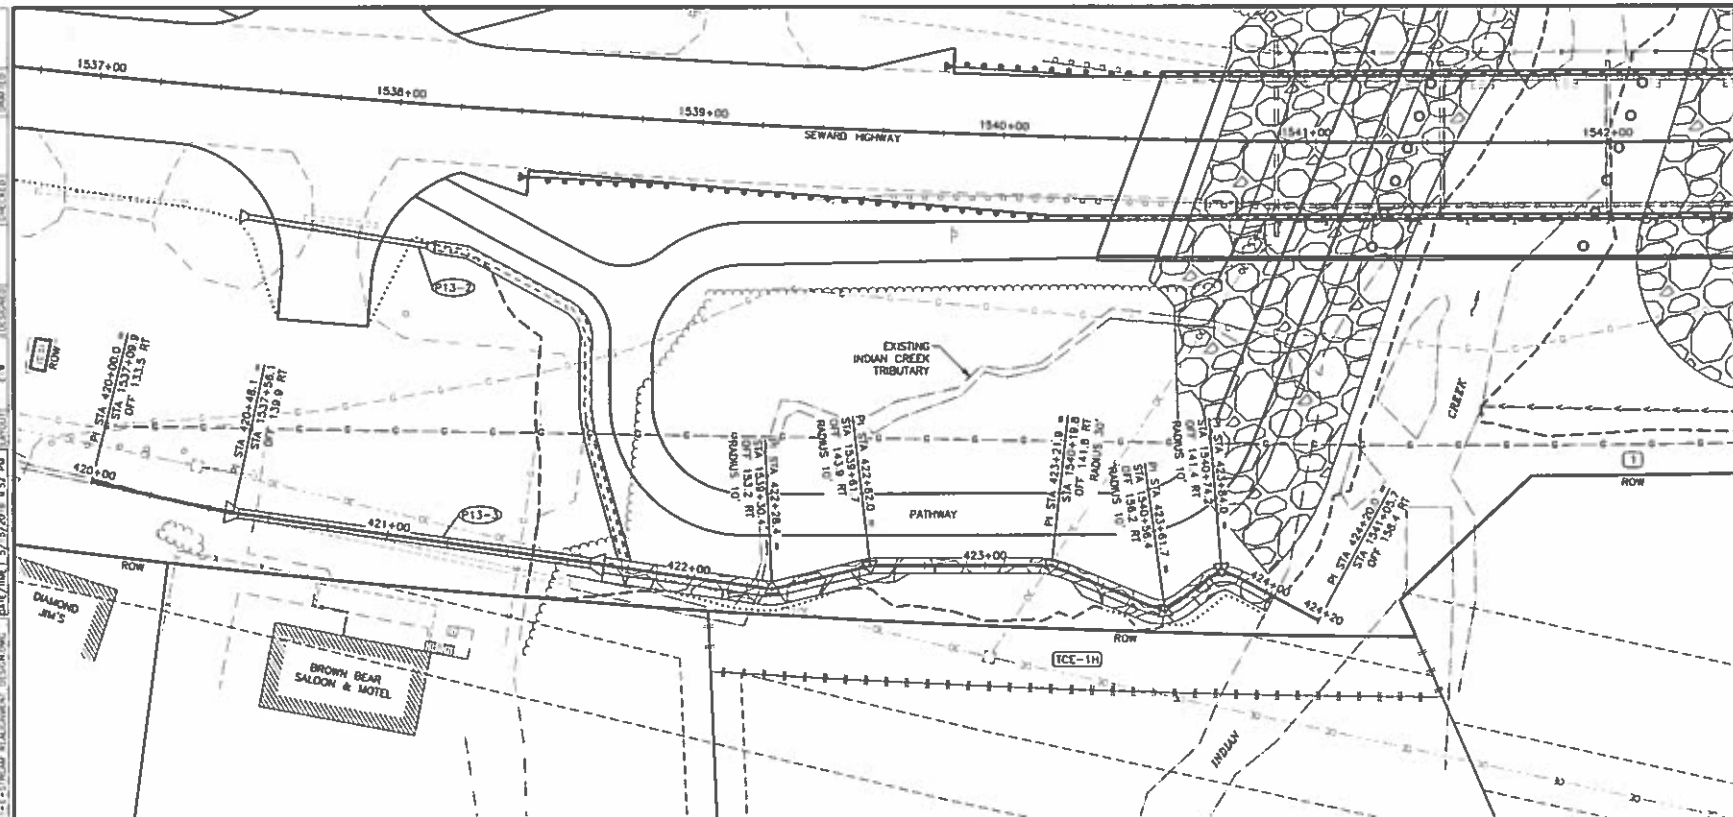 1537+00
1538+00
1539+00
1540+00
1541+00
1542+00
SEWARD HIGHWAY
P13-2
EXISTING
INDIAN CREEK
TRIBUTARY
ROW
PI STA 420+00.0 =
STA 1537+09.9
OFF 133.5 RT
STA 420+48.1 =
STA 1537+56.1
OFF 139.9 RT
PI STA 422+28.4 =
STA 1539+30.4
OFF 153.2 RT
RADIUS 10'
PI STA 422+62.0 =
STA 1539+61.7
OFF 143.9 RT
RADIUS 10'
PI STA 423+21.9 =
STA 1540+19.8
OFF 141.8 RT
RADIUS 30'
PI STA 423+61.7 =
STA 1540+56.4
OFF 156.2 RT
RADIUS 10'
PI STA 423+84.0 =
STA 1540+74.2
OFF 141.4 RT
RADIUS 10'
PI STA 424+20.0 =
STA 1541+05.7
OFF 158.4 RT
CREEK
1
ROW
420+00
421+00
P13-3
PATHWAY
422+00
423+00
424+00
424+20
ROW
ROW
TCE-1H
DIAMOND
JIM'S
BROWN BEAR
SALOON & MOTEL
INDIAN